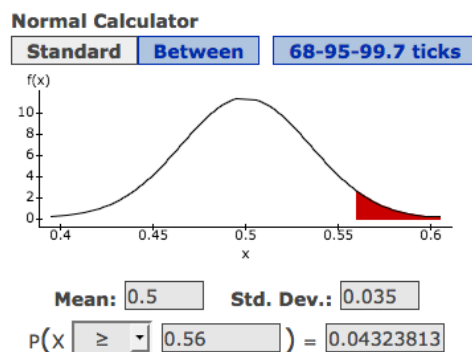 Normal Calculator
Standard Between 68-95-99.7 ticks
f(x)
10
8
6
4
2
0
0.4 0.45 0.5 0.55 0.6
x
Mean: 0.5 Std. Dev.: 0.035
P(X ≥ 0.56 ) = 0.04323813